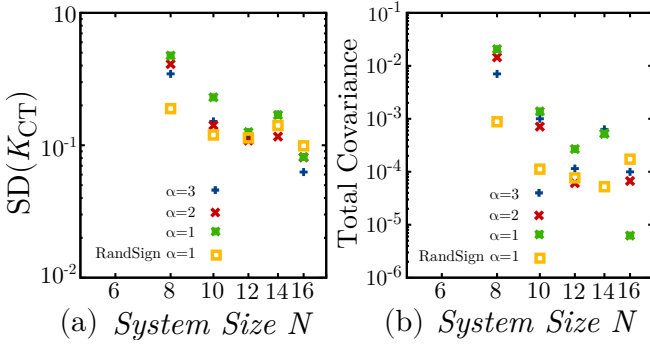 SD(K_CT)
10^0
10^-1
10^-2
α=3
α=2
α=1
RandSign α=1
6 8 10 12 14 16
(a) System Size N
Total Covariance
10^-1
10^-2
10^-3
10^-4
10^-5
10^-6
α=3
α=2
α=1
RandSign α=1
6 8 10 12 14 16
(b) System Size N